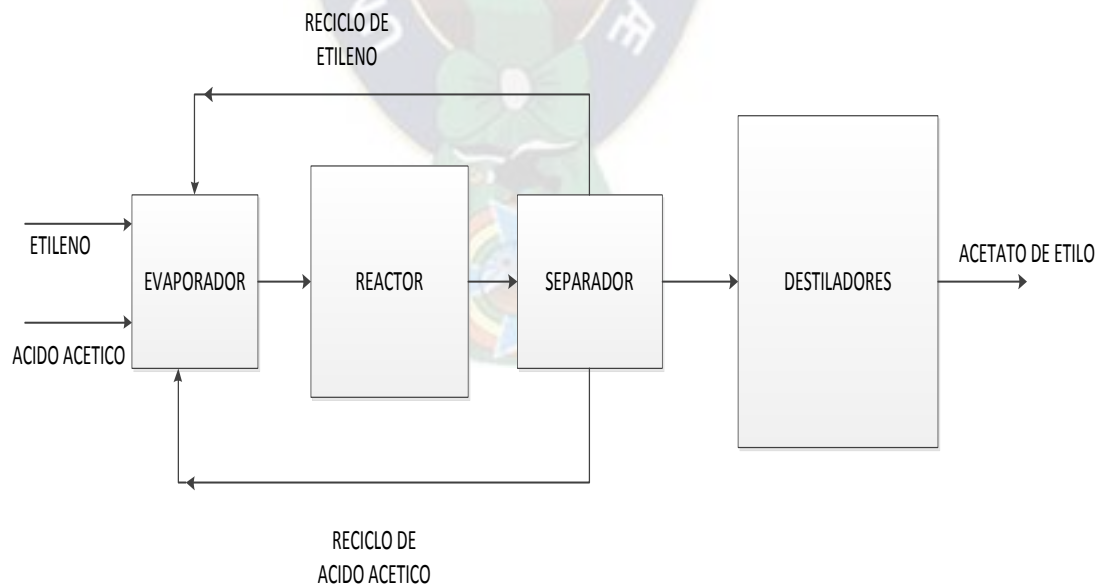 RECICLO DE
ETILENO
ETILENO
ACIDO ACETICO
EVAPORADOR
REACTOR
SEPARADOR
DESTILADORES
ACETATO DE ETILO
RECICLO DE
ACIDO ACETICO